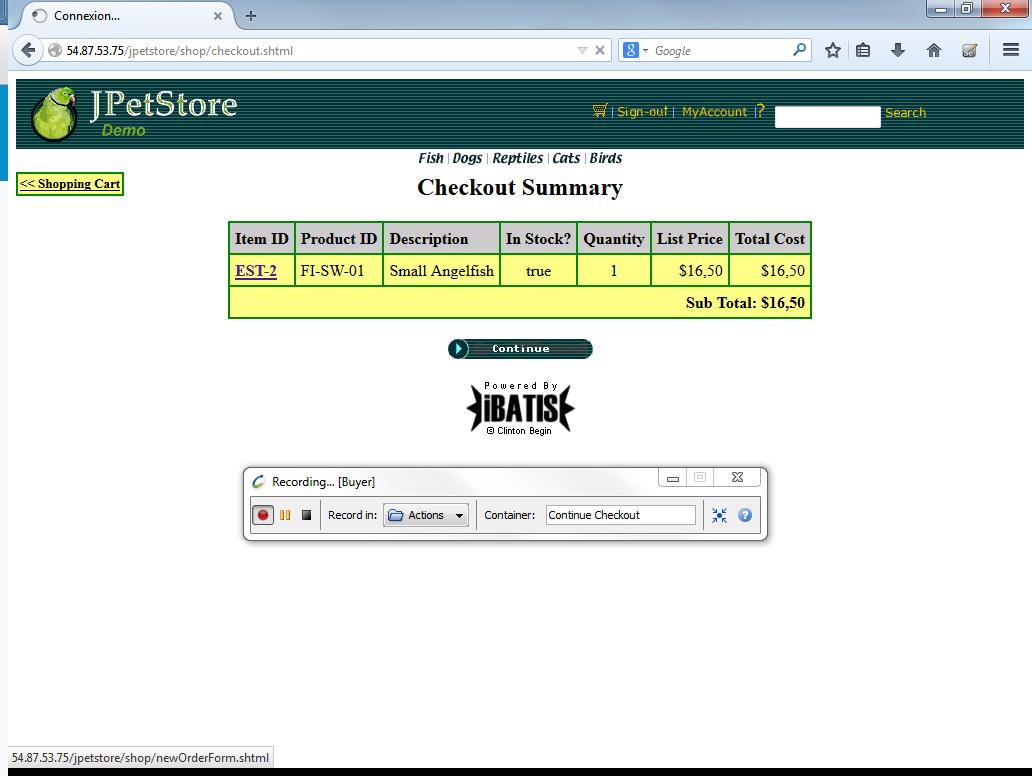 Connexion...
54.87.53.75/jpetstore/shop/checkout.shtml
Google
JPetStore
Demo
Sign-out | MyAccount | ?
Search
Fish | Dogs | Reptiles | Cats | Birds
<< Shopping Cart
Checkout Summary
Item ID Product ID Description In Stock? Quantity List Price Total Cost
EST-2 FI-SW-01 Small Angelfish true 1 $16,50 $16,50
Sub Total: $16,50
Continue
Powered By
iBATIS
© Clinton Begin
Recording... [Buyer]
Record in: Actions Container: Continue Checkout
54.87.53.75/jpetstore/shop/newOrderForm.shtml